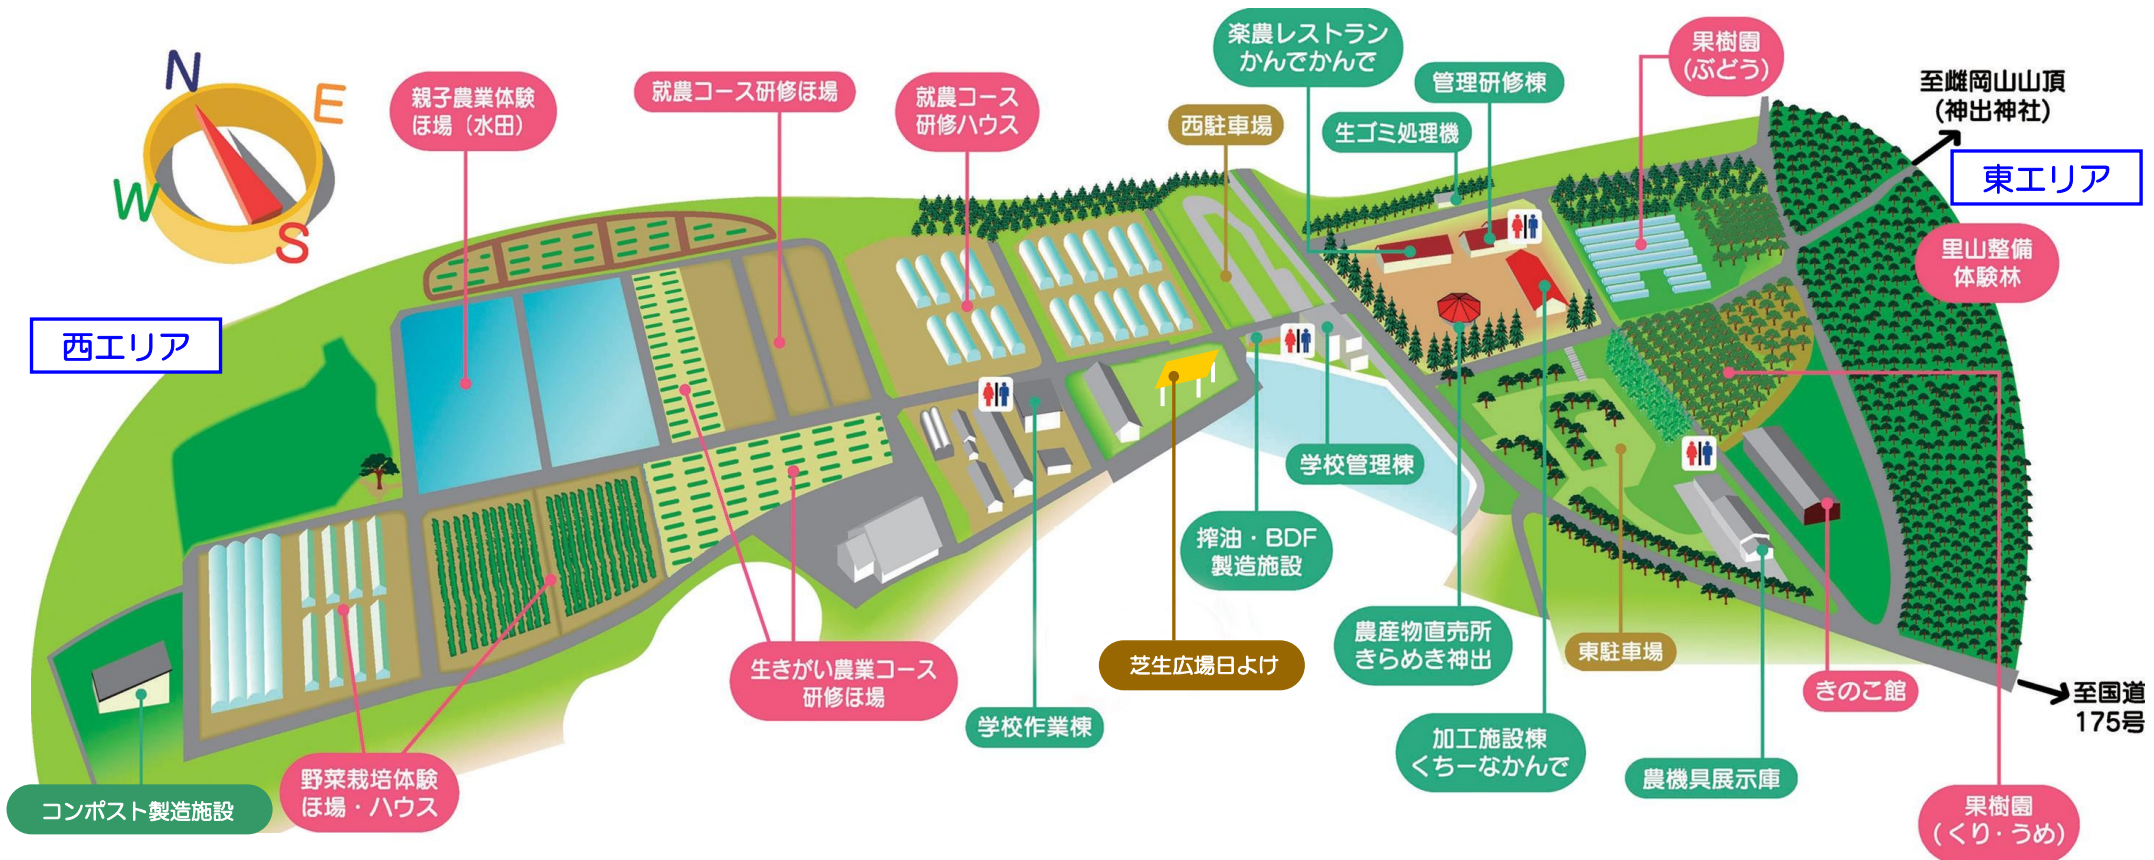 N
E
W
S
西エリア
親子農業体験
ほ場（水田）
就農コース研修ほ場
就農コース
研修ハウス
西駐車場
楽農レストラン
かんでかんで
生ゴミ処理機
管理研修棟
果樹園
(ぶどう)
至雌岡山山頂
(神出神社)
東エリア
里山整備
体験林
コンポスト製造施設
野菜栽培体験
ほ場・ハウス
生きがい農業コース
研修ほ場
学校作業棟
芝生広場日よけ
搾油・BDF
製造施設
学校管理棟
農産物直売所
きらめき神出
加工施設棟
くちーなかんで
東駐車場
農機具展示庫
きのこ館
果樹園
(くり・うめ)
至国道
175号